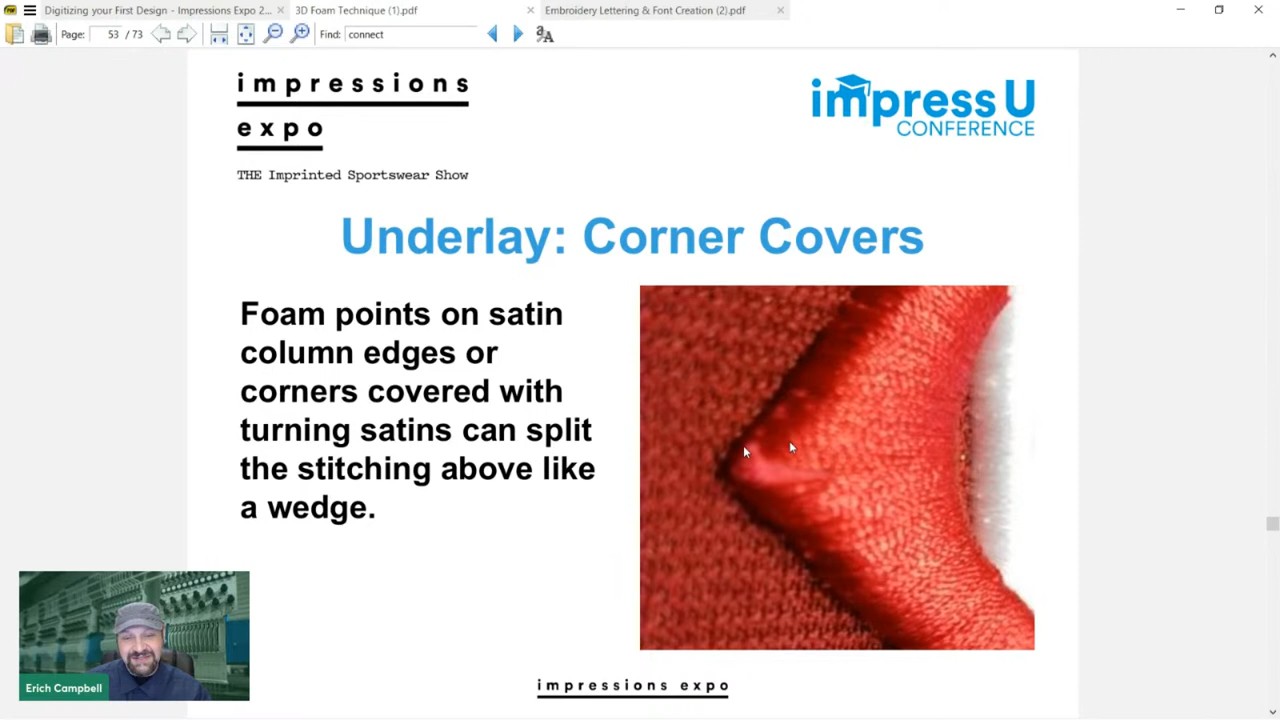 Digitizing your First Design - Impressions Expo 2...
3D Foam Technique (1).pdf
Embroidery Lettering & Font Creation (2).pdf
Page: 53 / 73
Find: connect
impressions
expo
THE Imprinted Sportswear Show
impress U
CONFERENCE
Underlay: Corner Covers
Foam points on satin
column edges or
corners covered with
turning satins can split
the stitching above like
a wedge.
Erich Campbell
impressions expo